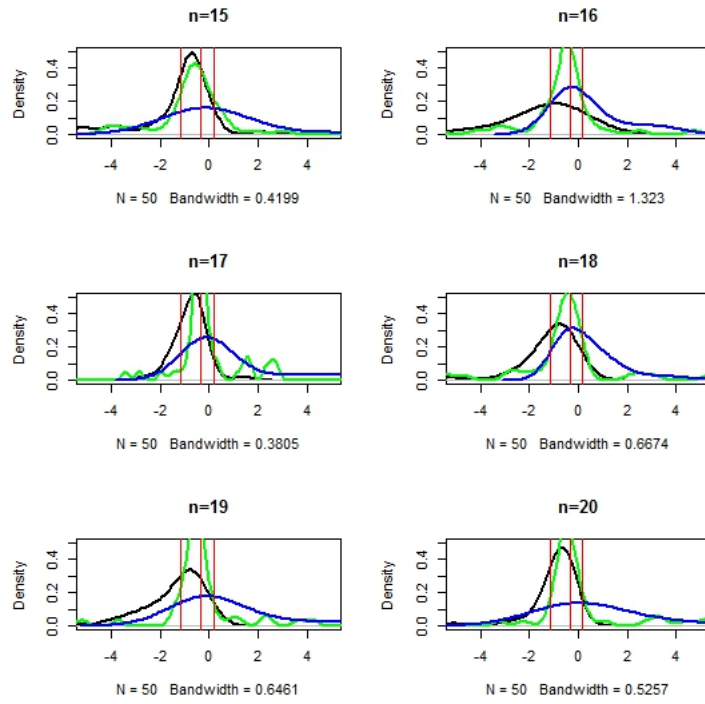 n=15
Density
0.0 0.2 0.4
-4 -2 0 2 4
N = 50 Bandwidth = 0.4199
n=16
Density
0.0 0.2 0.4
-4 -2 0 2 4
N = 50 Bandwidth = 1.323
n=17
Density
0.0 0.2 0.4
-4 -2 0 2 4
N = 50 Bandwidth = 0.3805
n=18
Density
0.0 0.2 0.4
-4 -2 0 2 4
N = 50 Bandwidth = 0.6674
n=19
Density
0.0 0.2 0.4
-4 -2 0 2 4
N = 50 Bandwidth = 0.6461
n=20
Density
0.0 0.2 0.4
-4 -2 0 2 4
N = 50 Bandwidth = 0.5257